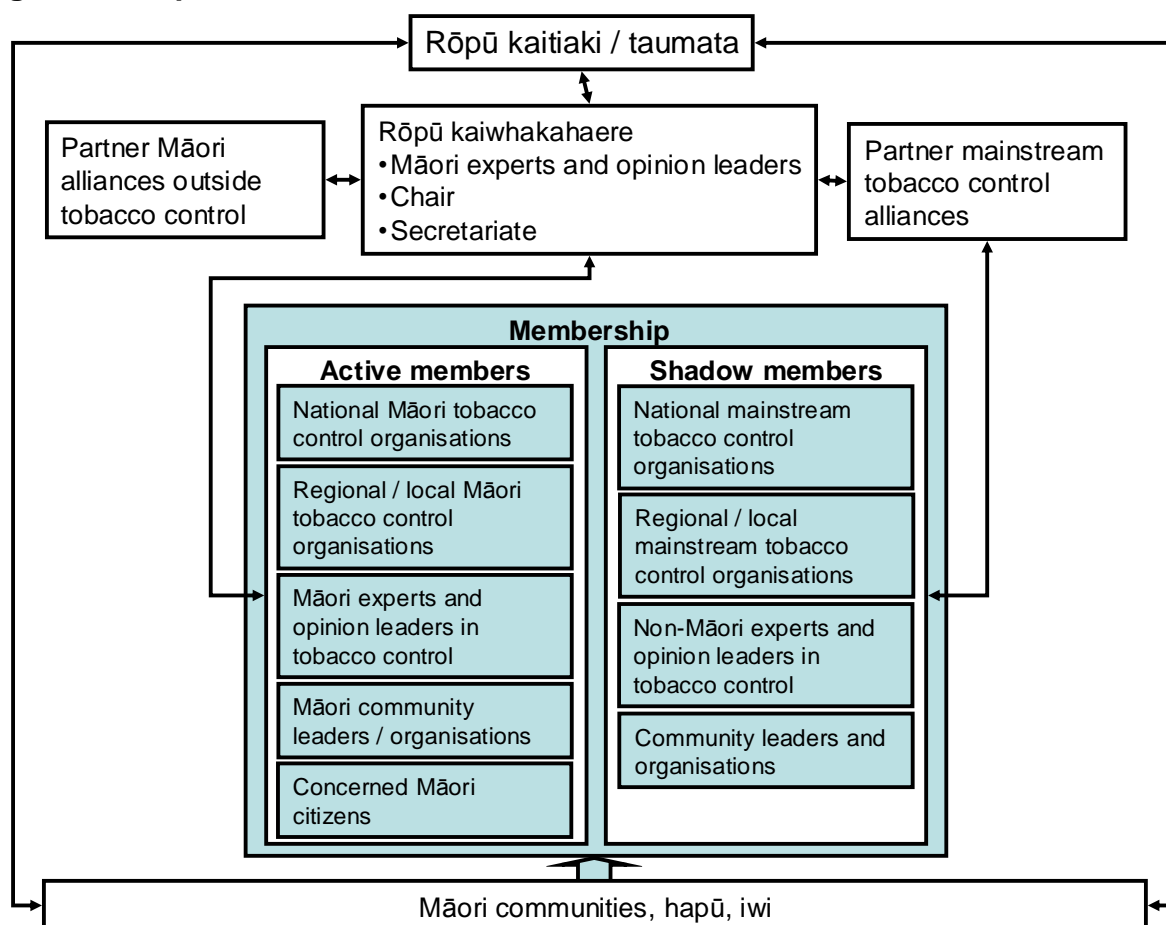 Rōpū kaitiaki / taumata
Partner Māori
alliances outside
tobacco control
Rōpū kaiwhakahaere
•Māori experts and opinion leaders
•Chair
•Secretariate
Partner mainstream
tobacco control
alliances
Membership
Active members
National Māori tobacco
control organisations
Regional / local Māori
tobacco control
organisations
Māori experts and
opinion leaders in
tobacco control
Māori community
leaders / organisations
Concerned Māori
citizens
Shadow members
National mainstream
tobacco control
organisations
Regional / local
mainstream tobacco
control organisations
Non-Māori experts and
opinion leaders in
tobacco control
Community leaders and
organisations
Māori communities, hapū, iwi